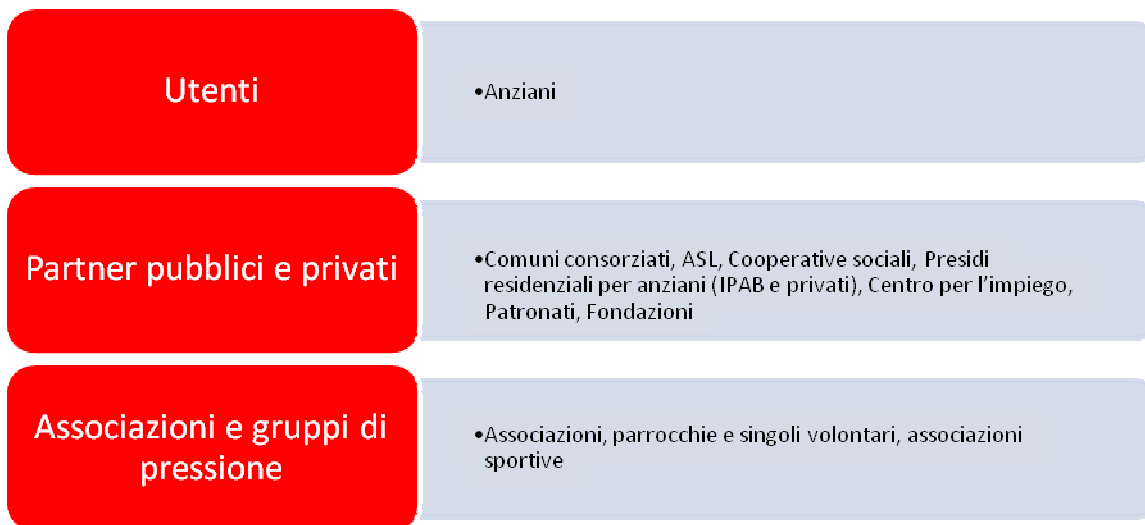 Utenti
•Anziani
Partner pubblici e privati
•Comuni consorziati, ASL, Cooperative sociali, Presidi
residenziali per anziani (IPAB e privati), Centro per l’impiego,
Patronati, Fondazioni
Associazioni e gruppi di
pressione
•Associazioni, parrocchie e singoli volontari, associazioni
sportive